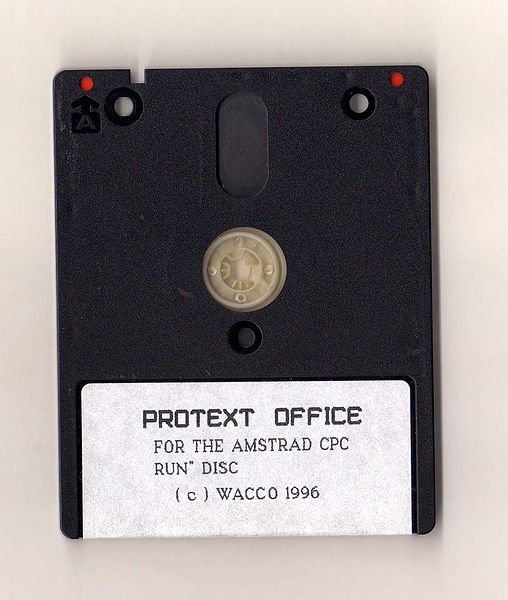 A
PROTEXT OFFICE
FOR THE AMSTRAD CPC
RUN" DISC
(c) WACCO 1996